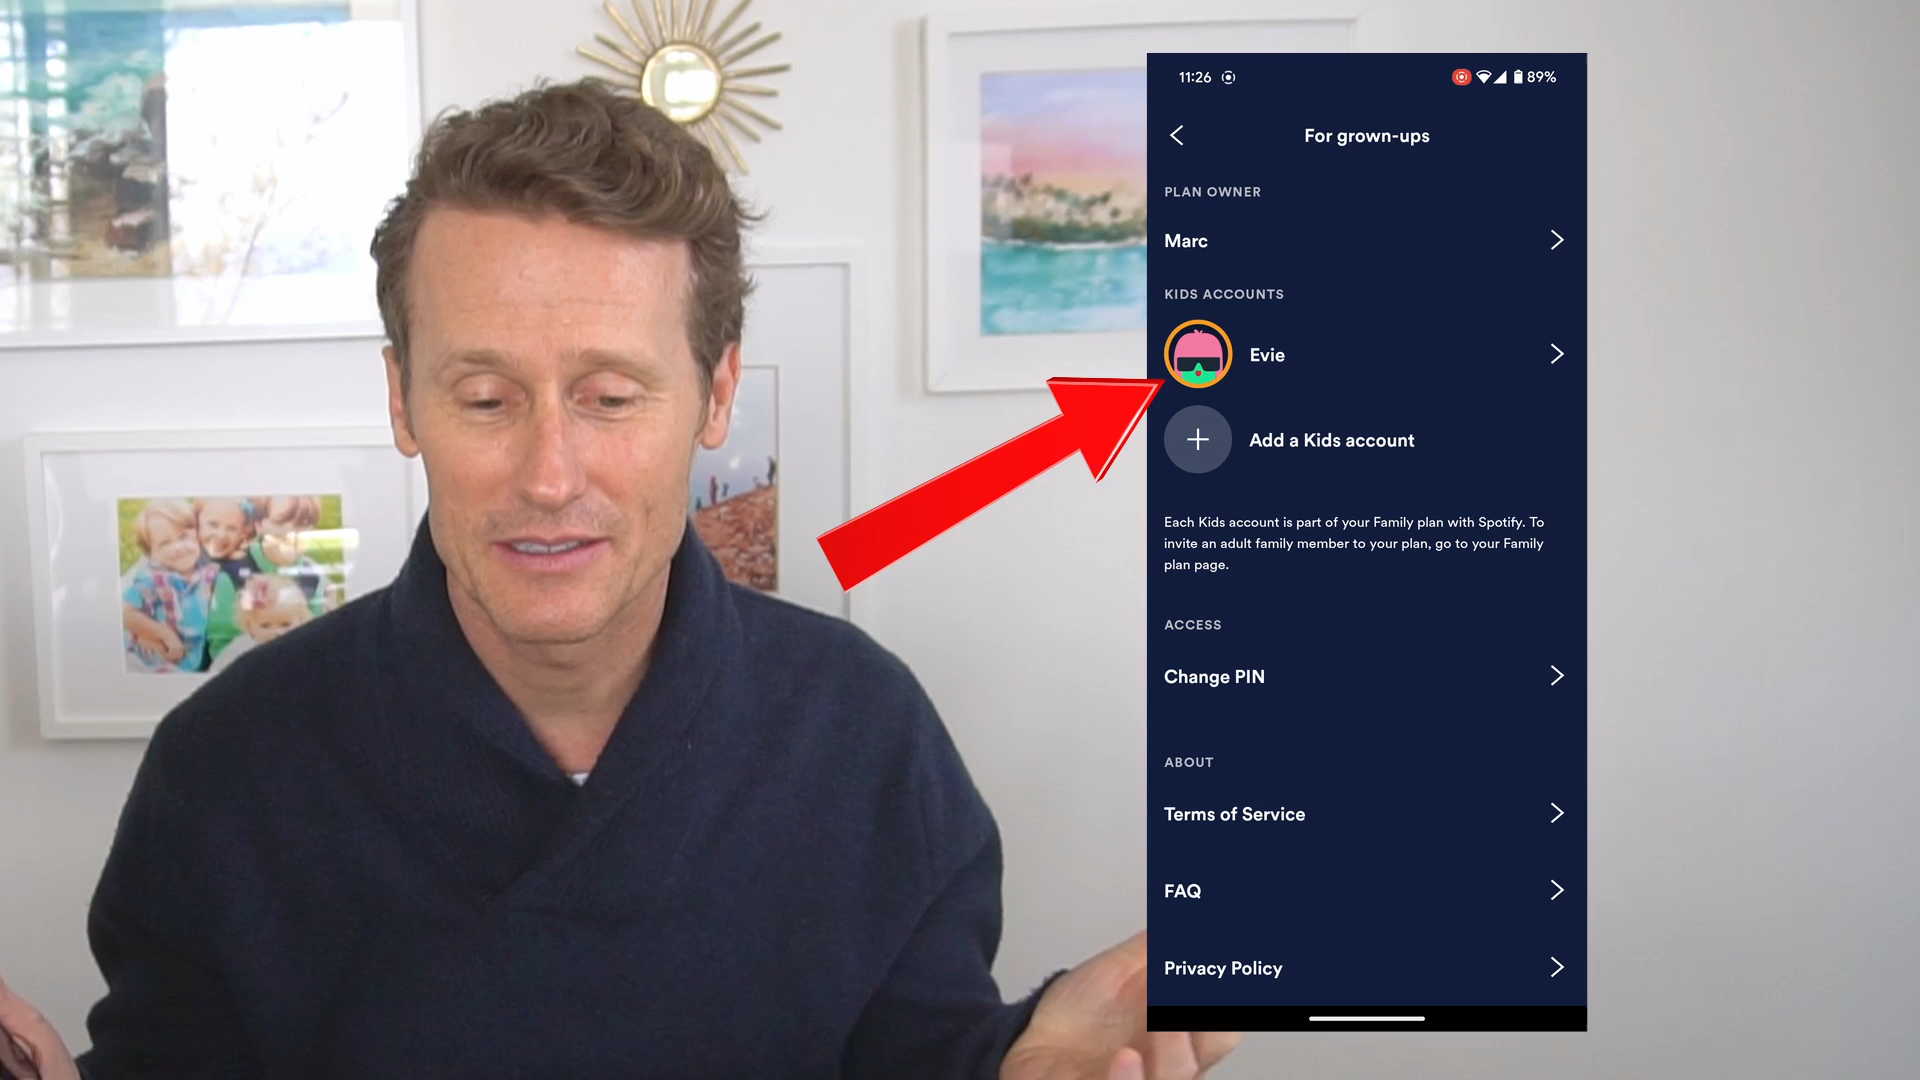 11:26
89%
For grown-ups
PLAN OWNER
Marc
KIDS ACCOUNTS
Evie
Add a Kids account
Each Kids account is part of your Family plan with Spotify. To
invite an adult family member to your plan, go to your Family
plan page.
ACCESS
Change PIN
ABOUT
Terms of Service
FAQ
Privacy Policy